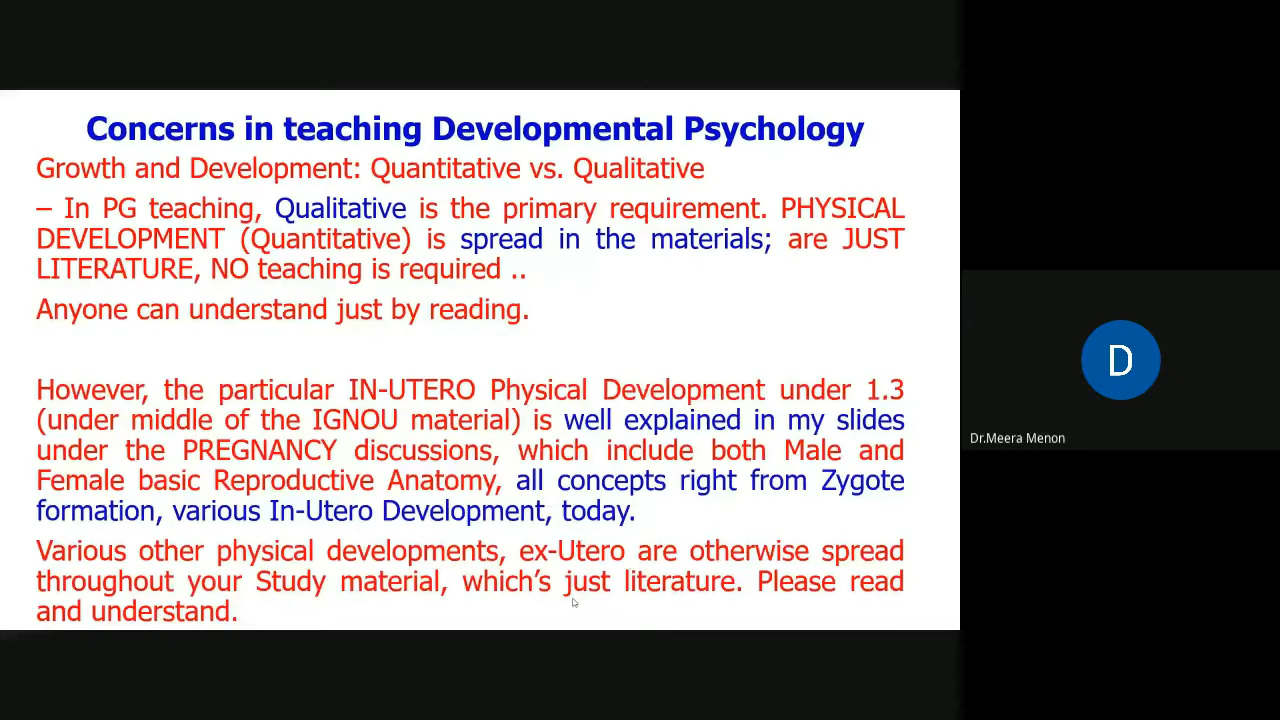 Concerns in teaching Developmental Psychology
Growth and Development: Quantitative vs. Qualitative
– In PG teaching, Qualitative is the primary requirement. PHYSICAL
DEVELOPMENT (Quantitative) is spread in the materials; are JUST
LITERATURE, NO teaching is required ..
Anyone can understand just by reading.
However, the particular IN-UTERO Physical Development under 1.3
(under middle of the IGNOU material) is well explained in my slides
under the PREGNANCY discussions, which include both Male and
Female basic Reproductive Anatomy, all concepts right from Zygote
formation, various In-Utero Development, today.
Various other physical developments, ex-Utero are otherwise spread
throughout your Study material, which’s just literature. Please read
and understand.
D
Dr.Meera Menon